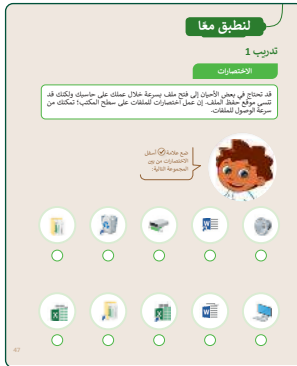 لنطبق معًا
تدريب 1
الاختصارات
قد تحتاج في بعض الأحيان إلى فتح ملف بسرعة خلال عملك على حاسبك ولكنك قد
تنسى موقع حفظ الملف. إن عمل اختصارات للملفات على سطح المكتب؛ تمكنك من
سرعة الوصول للملفات.
ضع علامة أسفل
الاختصارات من بين
المجموعة التالية: